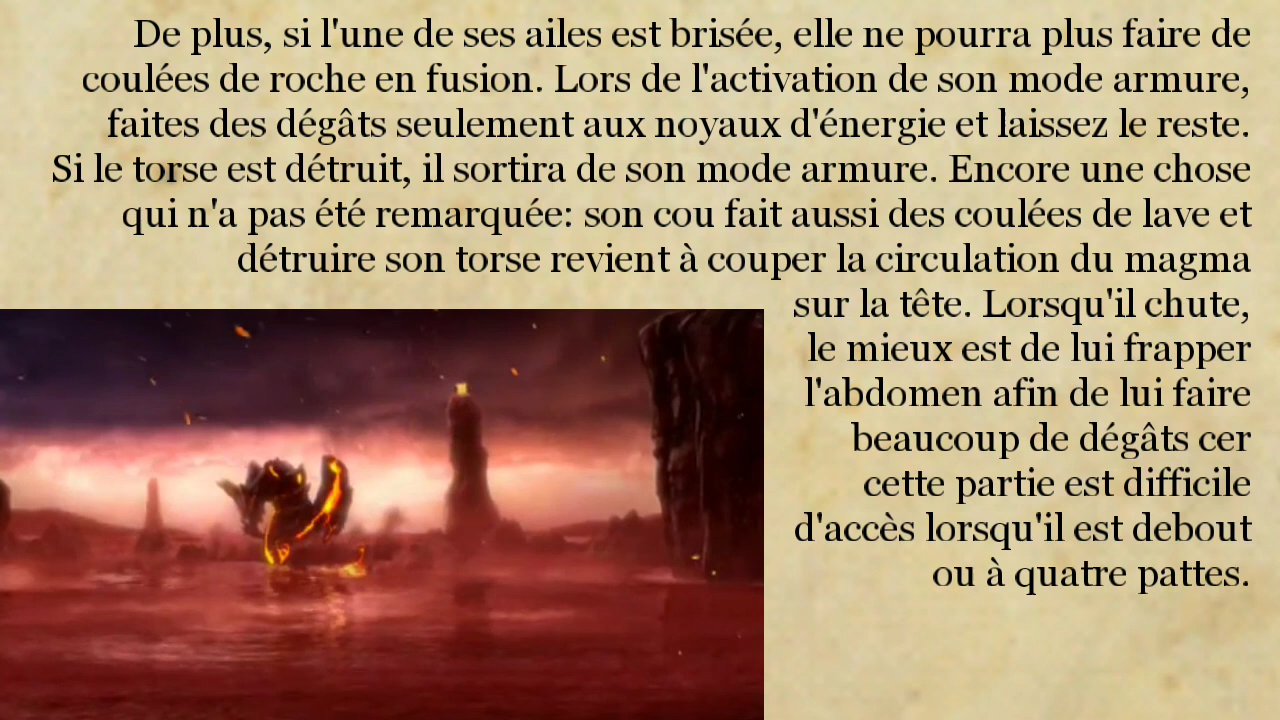 De plus, si l'une de ses ailes est brisée, elle ne pourra plus faire de
coulées de roche en fusion. Lors de l'activation de son mode armure,
faites des dégâts seulement aux noyaux d'énergie et laissez le reste.
Si le torse est détruit, il sortira de son mode armure. Encore une chose
qui n'a pas été remarquée: son cou fait aussi des coulées de lave et
détruire son torse revient à couper la circulation du magma
sur la tête. Lorsqu'il chute,
le mieux est de lui frapper
l'abdomen afin de lui faire
beaucoup de dégâts cer
cette partie est difficile
d'accès lorsqu'il est debout
ou à quatre pattes.